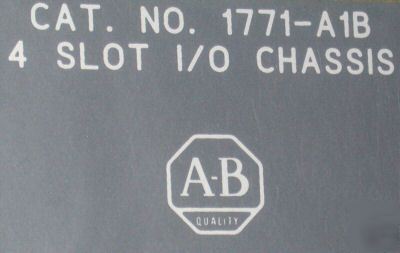 CAT. NO. 1771-A1B
4 SLOT I/O CHASSIS
A-B
QUALITY